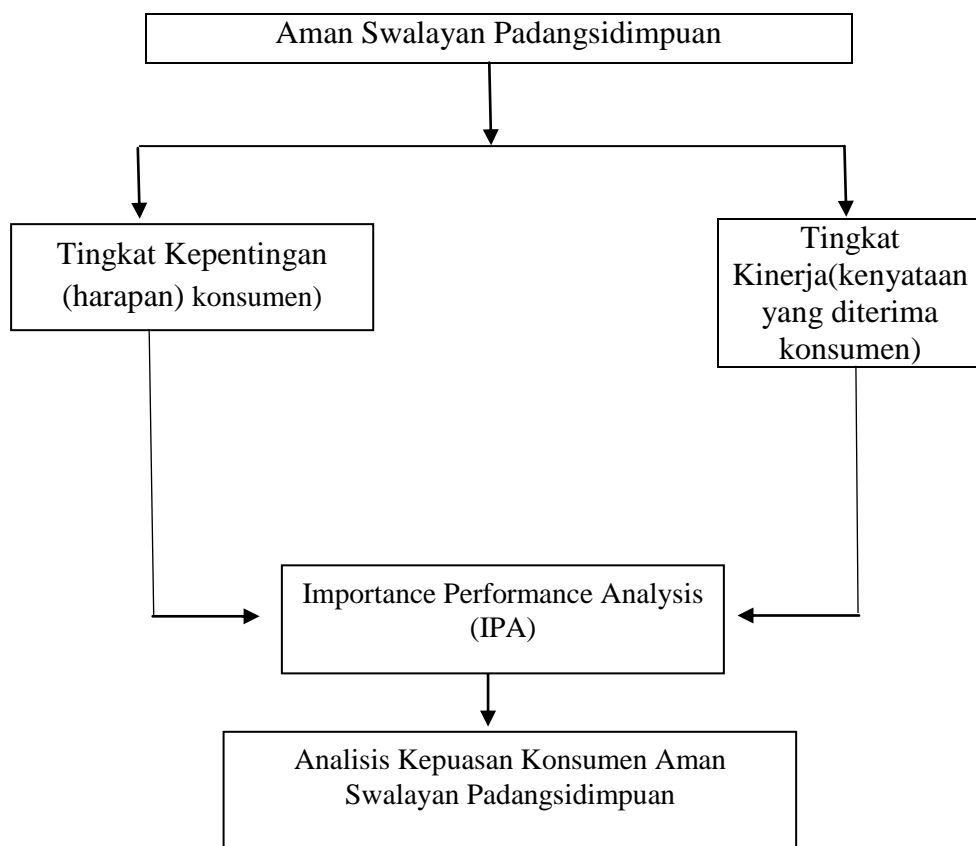 Aman Swalayan Padangsidimpuan
Tingkat Kepentingan
(harapan) konsumen)
Tingkat
Kinerja(kenyataan
yang diterima
konsumen)
Importance Performance Analysis
(IPA)
Analisis Kepuasan Konsumen Aman
Swalayan Padangsidimpuan